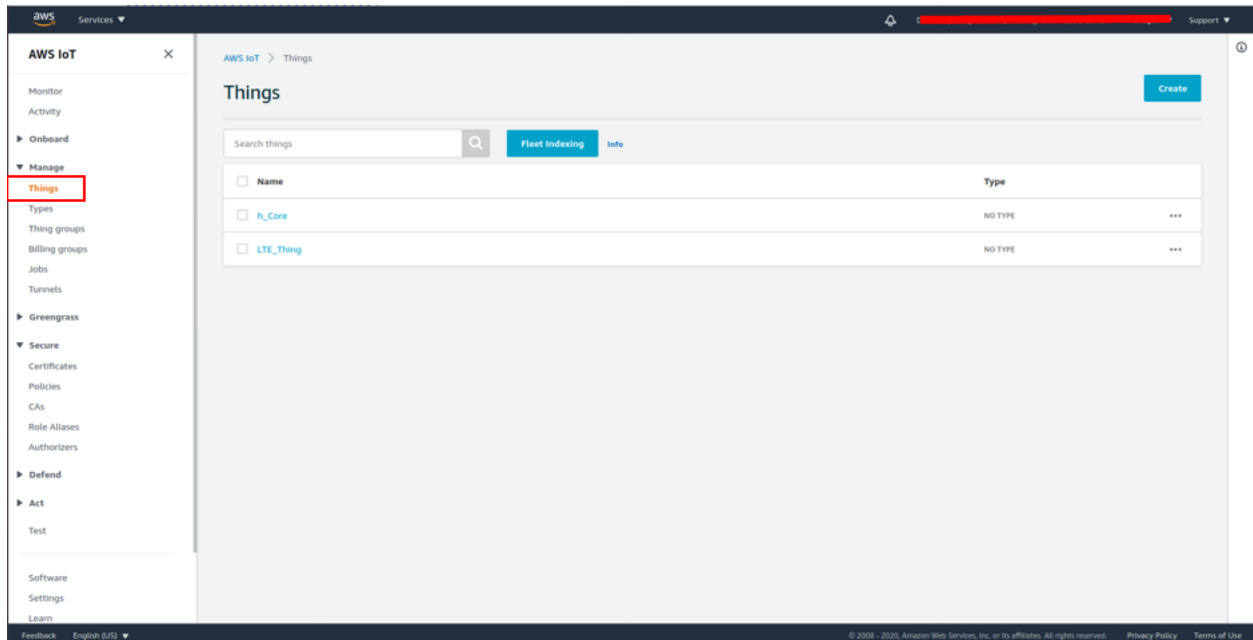 aws Services ▼ Support ▼
AWS IoT ×
Monitor
Activity
Onboard
Manage
Things
Types
Thing groups
Billing groups
Jobs
Tunnels
Greengrass
Secure
Certificates
Policies
CAs
Role Aliases
Authorizers
Defend
Act
Test
Software
Settings
Learn
AWS IoT > Things
Things
Create
Search things Fleet Indexing Info
Name Type
h_Core NO TYPE •••
LTE_Thing NO TYPE •••
Feedback English (US) ▼ © 2008 - 2020, Amazon Web Services, Inc. or its affiliates. All rights reserved. Privacy Policy Terms of Use